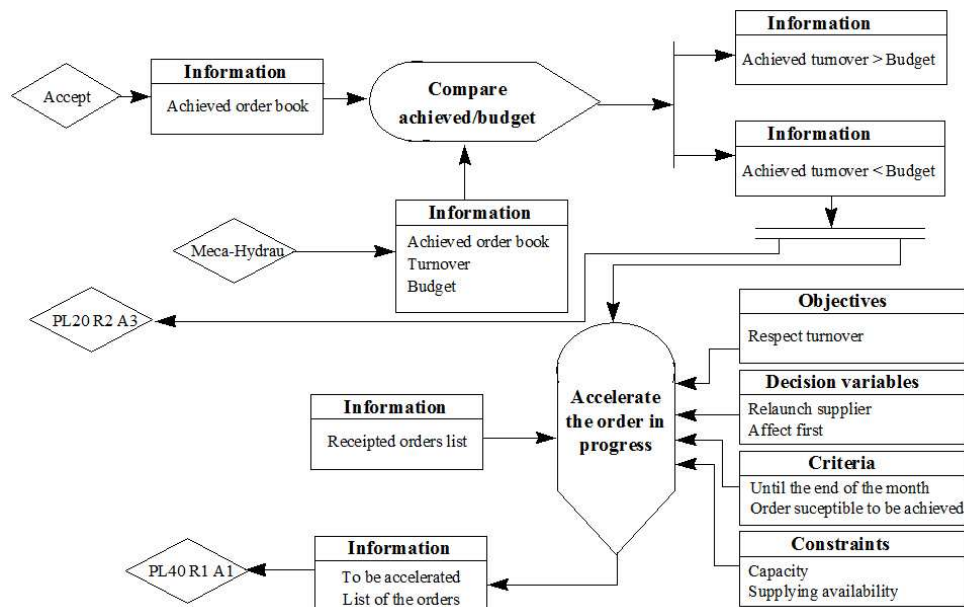 Information
Achieved turnover > Budget
Accept
Information
Achieved order book
Compare
achieved/budget
Information
Achieved turnover < Budget
Meca-Hydrau
Information
Achieved order book
Turnover
Budget
PL20 R2 A3
Objectives
Respect turnover
Decision variables
Relaunch supplier
Affect first
Accelerate
the order in
progress
Information
Receipted orders list
Criteria
Until the end of the month
Order suceptible to be achieved
Constraints
Capacity
Supplying availability
PL40 R1 A1
Information
To be accelerated
List of the orders